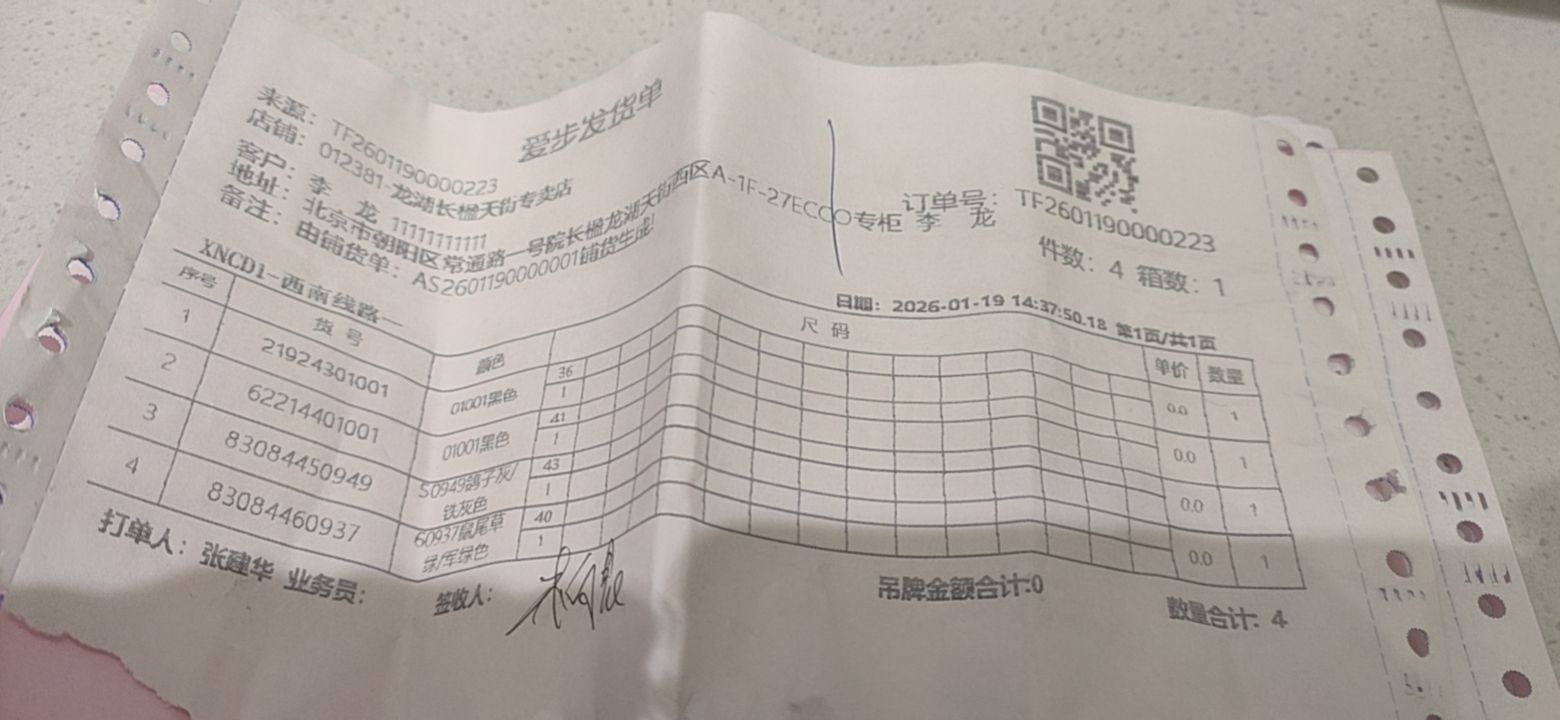 爱步发货单
来源： TF2601190000223
店铺： 012381-龙湖长楹天街专卖店
客户： 李 龙 11111111111
地址： 北京市朝阳区常通路一号院长楹龙湖天街西区A-1F-27ECCO专柜 李 龙
备注： 由铺货单：AS2601190000001铺货生成!
订单号： TF2601190000223
件数： 4 箱数： 1
XNCD1-西南线路一
日期： 2026-01-19 14:37:50.18 第1页/共1页
序号 货 号 颜色 尺 码 单价 数量
1 21924301001 01001黑色 36 1 0.0 1
2 62214401001 01001黑色 41 1 0.0 1
3 83084450949 50949鸽子灰/铁灰色 43 1 0.0 1
4 83084460937 60937鼠尾草绿/军绿色 40 1 0.0 1
打单人： 张建华 业务员： 签收人： 吊牌金额合计:0 数量合计： 4